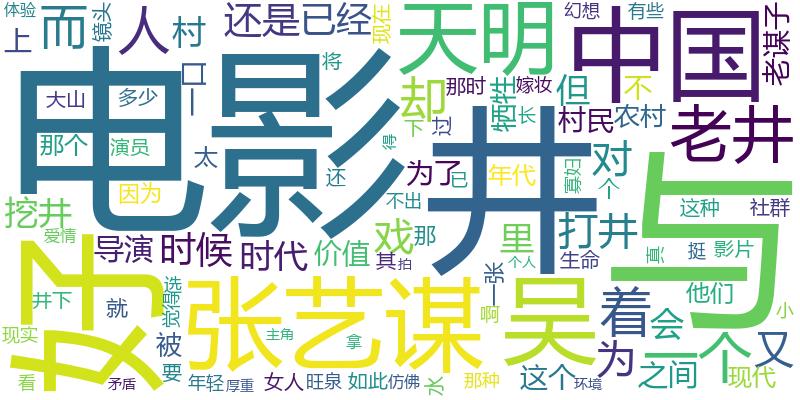 体验
上
而
镜头
人
村
还是
已经
现在
天明
幻想
有些
中国
老谋子
大山
多少
口
一
电影
将
却
那时
嫁妆
牺牲
但
不
那个
演员
太
下
过
长
村民
农村
老井
因为
还
得
为了
井
年代
寡妇
对
个
不出
已
挖井
爱情
导演
时候
时代
价值
戏
那
里
打井
这种
社群
与
其
拍
一张
生命
真
挺
影片
好
井下
就
觉得
选
张艺谋
个人
啊
吴
着
会
他们
一个
小
现实
被
要
主角
拿
水
为
又
看
矛盾
年轻
厚重
女人
旺泉
如此
仿佛
那种
这个
环境
之间
现代